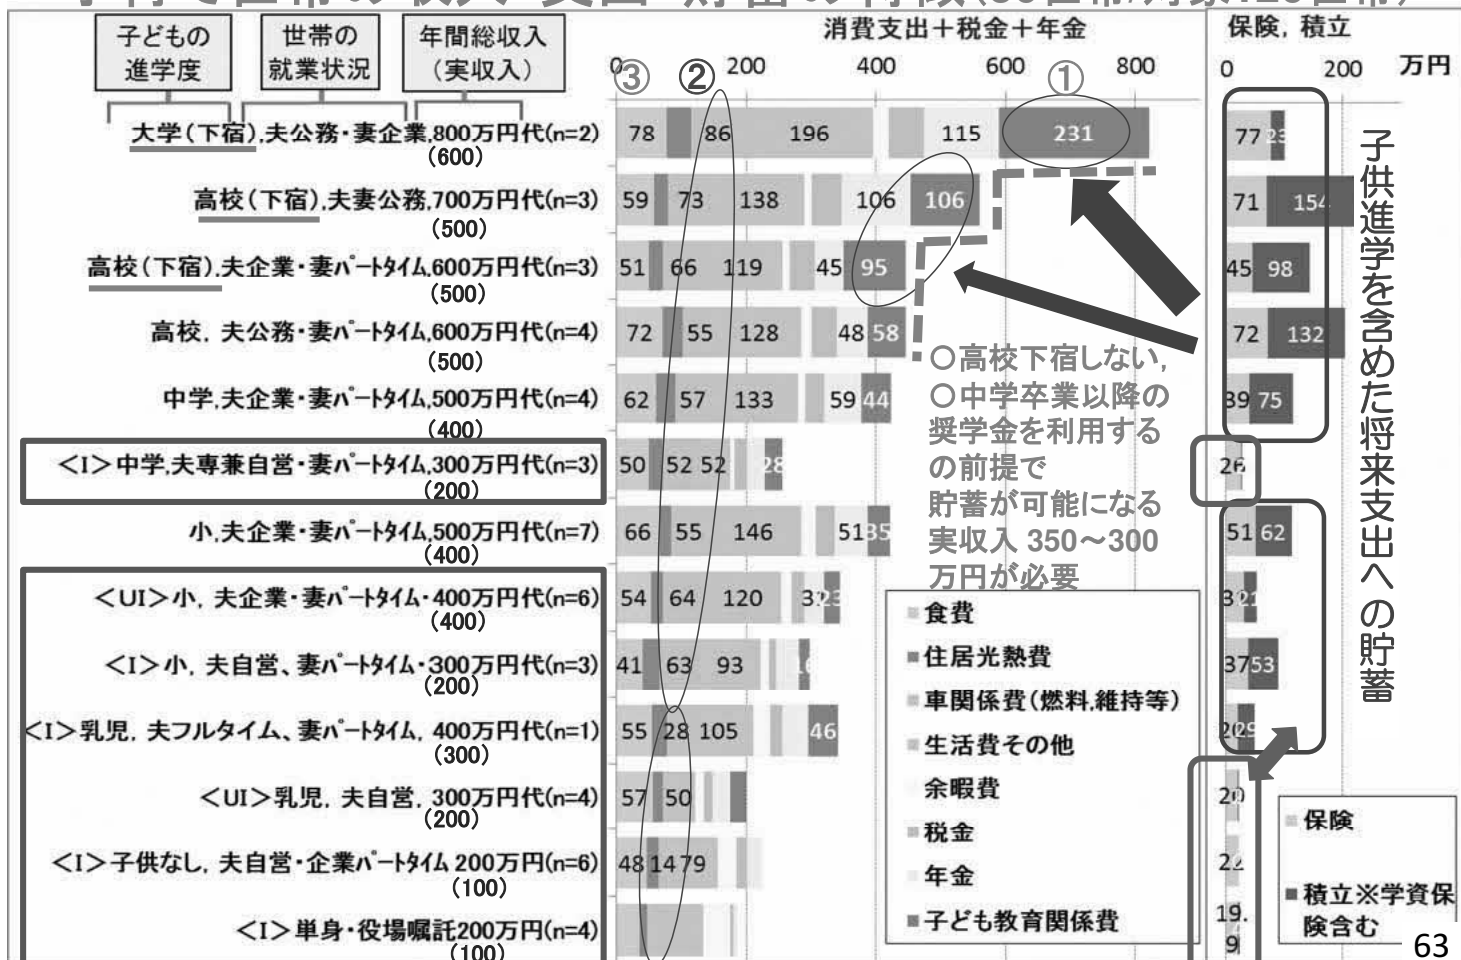 子どもの
進学度
世帯の
就業状況
年間総収入
（実収入）
消費支出＋税金＋年金
保険，積立
③
②
①
0 200 400 600 800
0 200 万円
大学（下宿）,夫公務・妻企業,800万円代(n=2)
(600)
78 86 196 115 231
77 23
高校（下宿）,夫妻公務,700万円代(n=3)
(500)
59 73 138 106 106
71 154
高校（下宿）,夫企業・妻パートタイム,600万円代(n=3)
(500)
51 66 119 45 95
45 98
高校，夫公務・妻パートタイム,600万円代(n=4)
(500)
72 55 128 48 58
72 132
中学,夫企業・妻パートタイム,500万円代(n=4)
(400)
62 57 133 59 44
39 75
＜I＞中学,夫専兼自営・妻パートタイム,300万円代(n=3)
(200)
50 52 52 28
26
小,夫企業・妻パートタイム,500万円代(n=7)
(400)
66 55 146 51 35
51 62
＜UI＞小，夫企業・妻パートタイム・400万円代(n=6)
(400)
54 64 120 23
21
＜I＞小，夫自営、妻パートタイム・300万円代(n=3)
(200)
41 63 93 16
37 53
＜I＞乳児，夫フルタイム、妻パートタイム，400万円代(n=1)
(300)
55 28 105 46
29
＜UI＞乳児，夫自営，300万円代(n=4)
(200)
57 50
20
＜I＞子供なし，夫自営・企業パートタイム 200万円(n=6)
(100)
48 14 79
＜I＞単身・役場嘱託200万円(n=4)
(100)
19.
9
〇高校下宿しない，
〇中学卒業以降の
奨学金を利用する
の前提で
貯蓄が可能になる
実収入 350～300
万円が必要
食費
住居光熱費
車関係費（燃料,維持等）
生活費その他
余暇費
税金
年金
子ども教育関係費
保険
積立※学資保
険含む
子供進学を含めた将来支出への貯蓄
63